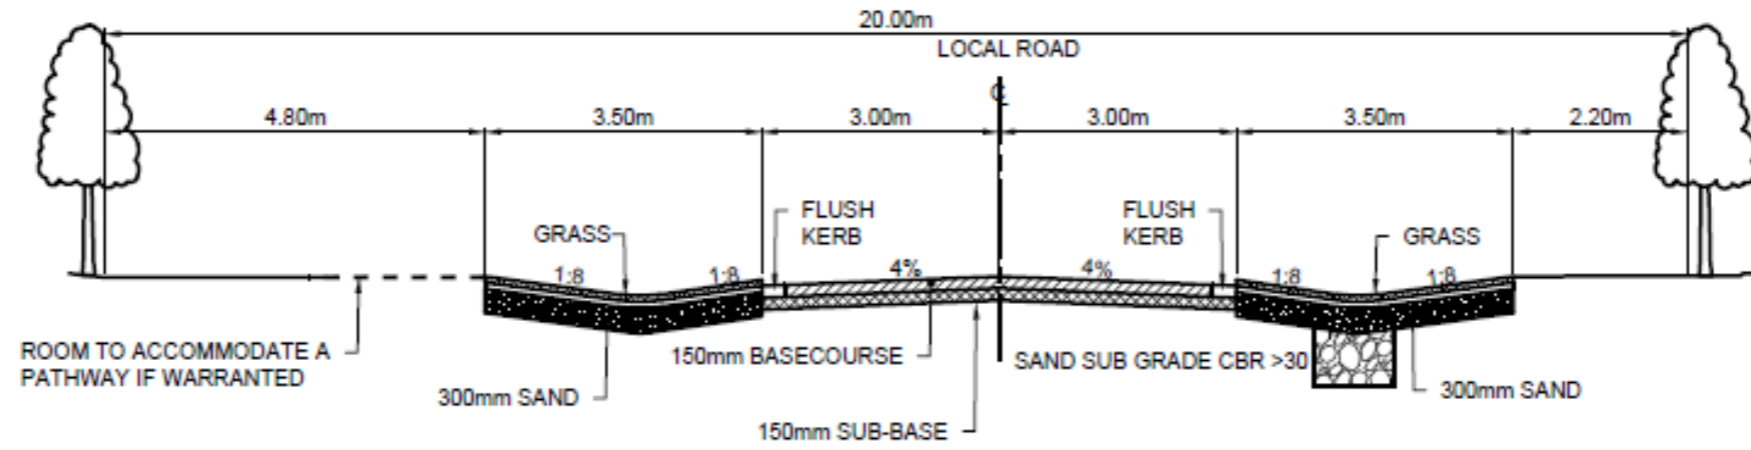 20.00m
LOCAL ROAD
℄
4.80m
3.50m
3.00m
3.00m
3.50m
2.20m
FLUSH
KERB
FLUSH
KERB
GRASS
GRASS
1:8
1:8
4%
4%
1:8
1:8
ROOM TO ACCOMMODATE A
PATHWAY IF WARRANTED
150mm BASECOURSE
SAND SUB GRADE CBR >30
300mm SAND
300mm SAND
150mm SUB-BASE